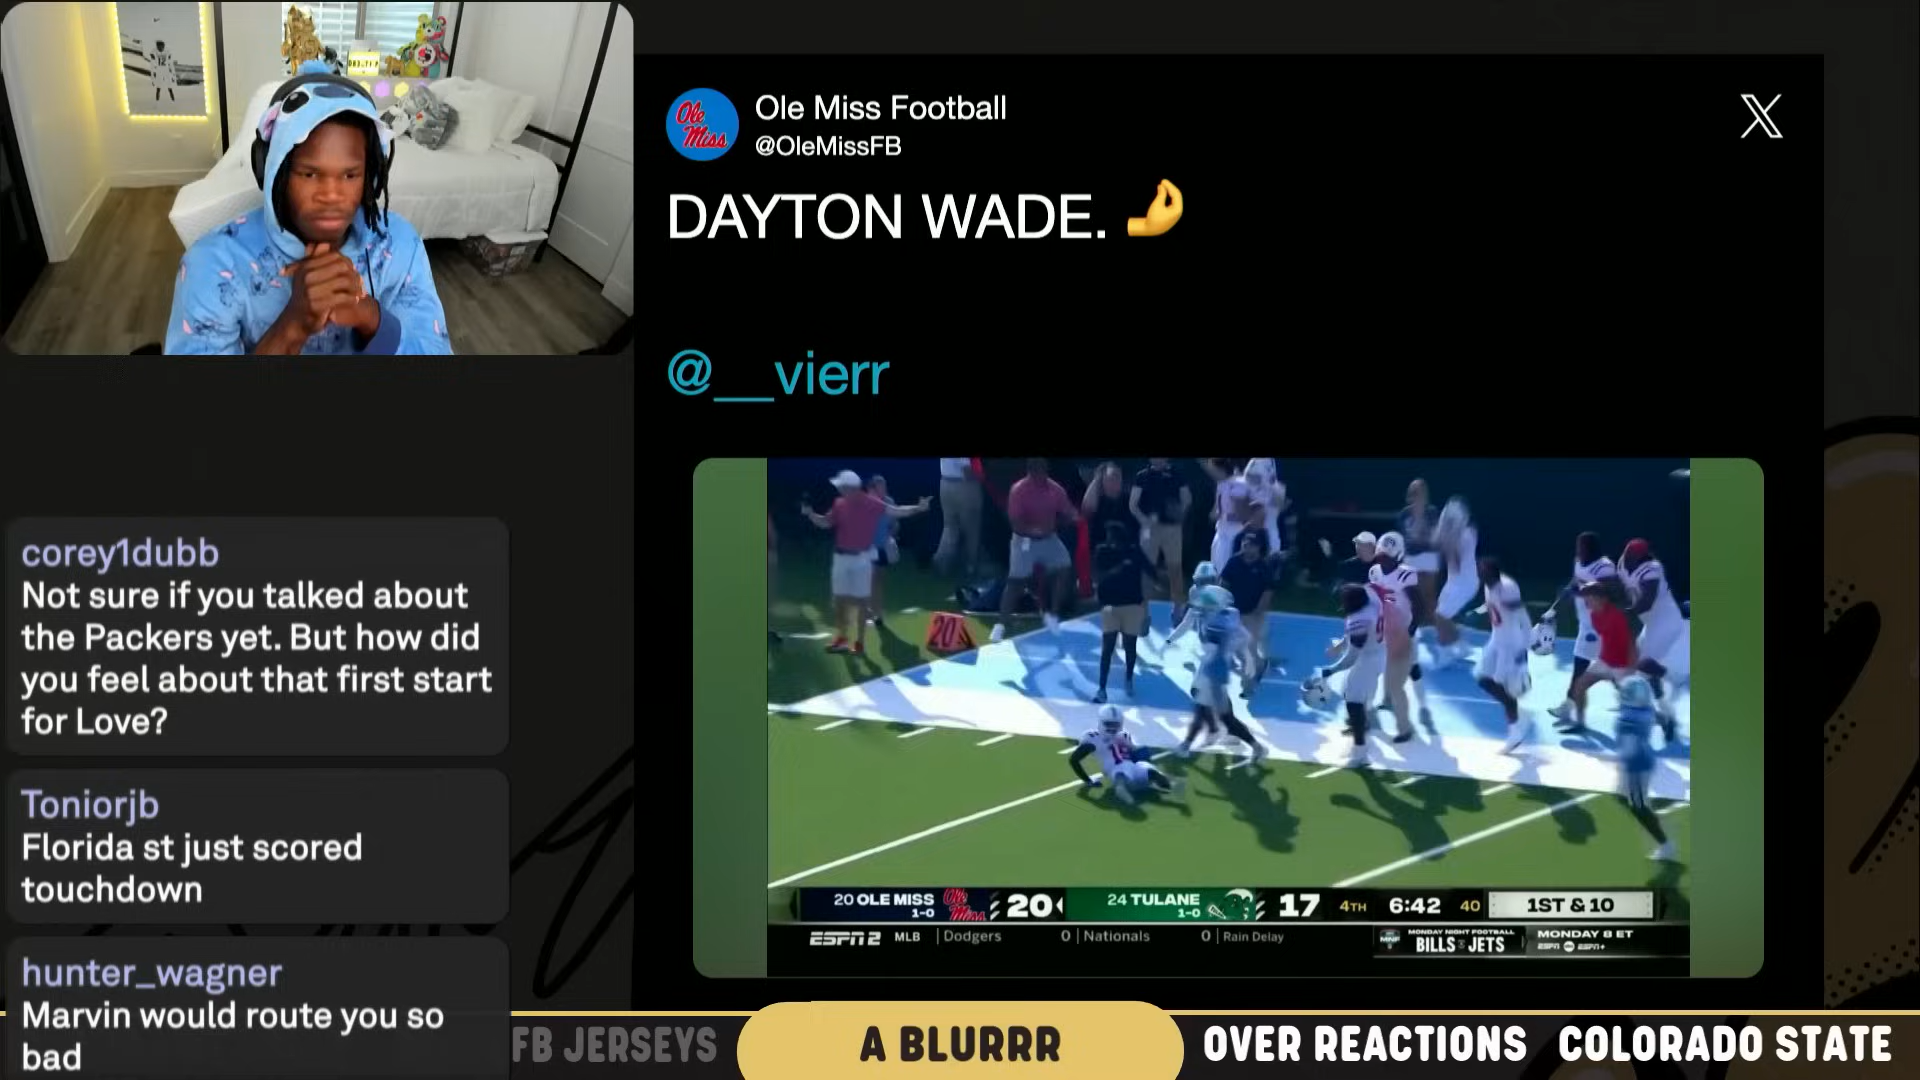 Ole Miss Football
@OleMissFB
DAYTON WADE.
@__vierr
corey1dubb
Not sure if you talked about
the Packers yet. But how did
you feel about that first start
for Love?
Toniorjb
Florida st just scored
touchdown
hunter_wagner
Marvin would route you so
bad
20
20 OLE MISS 1-0 Ole Miss 20 24 TULANE 1-0 17 4TH 6:42 40 1ST & 10
ESPN2 MLB Dodgers 0 Nationals 0 Rain Delay MONDAY NIGHT FOOTBALL BILLS JETS MONDAY 8 ET
FB JERSEYS A BLURRR OVER REACTIONS COLORADO STATE